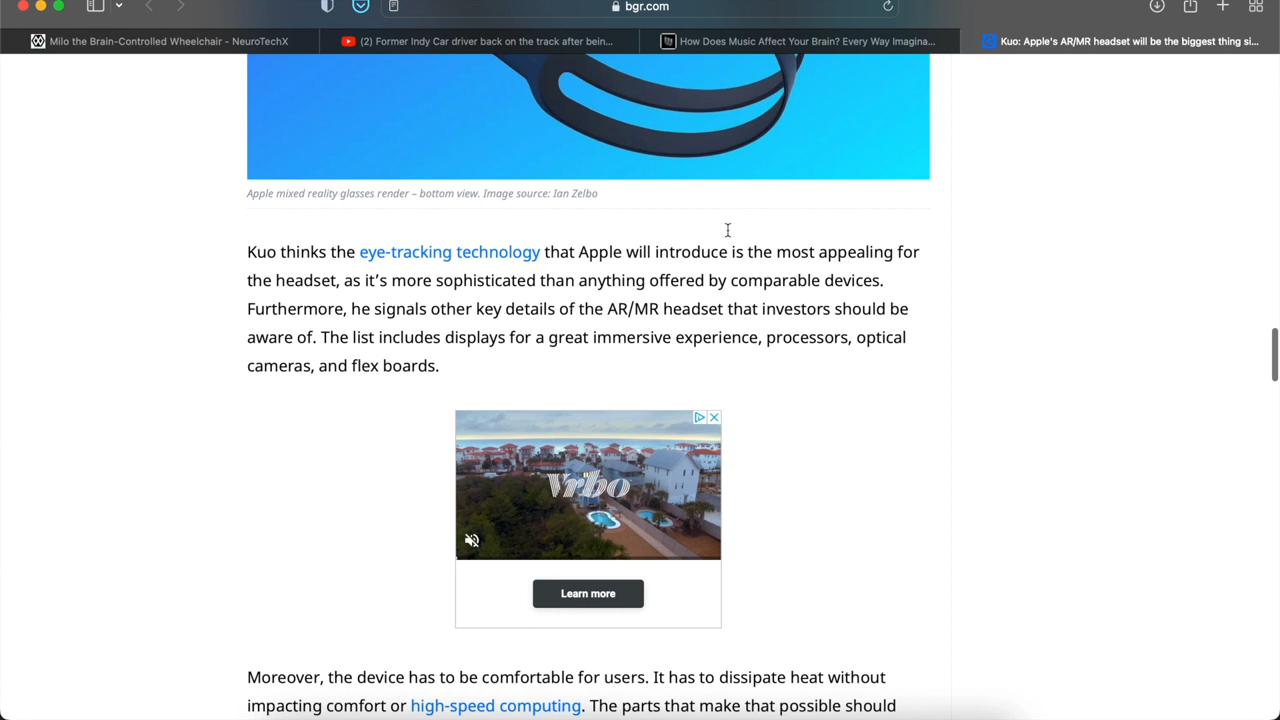 bgr.com
Milo the Brain-Controlled Wheelchair - NeuroTechX
(2) Former Indy Car driver back on the track after bein...
How Does Music Affect Your Brain? Every Way Imagina...
Kuo: Apple's AR/MR headset will be the biggest thing si...
Apple mixed reality glasses render – bottom view. Image source: Ian Zelbo
Kuo thinks the eye-tracking technology that Apple will introduce is the most appealing for
the headset, as it’s more sophisticated than anything offered by comparable devices.
Furthermore, he signals other key details of the AR/MR headset that investors should be
aware of. The list includes displays for a great immersive experience, processors, optical
cameras, and flex boards.
Vrbo
Learn more
Moreover, the device has to be comfortable for users. It has to dissipate heat without
impacting comfort or high-speed computing. The parts that make that possible should